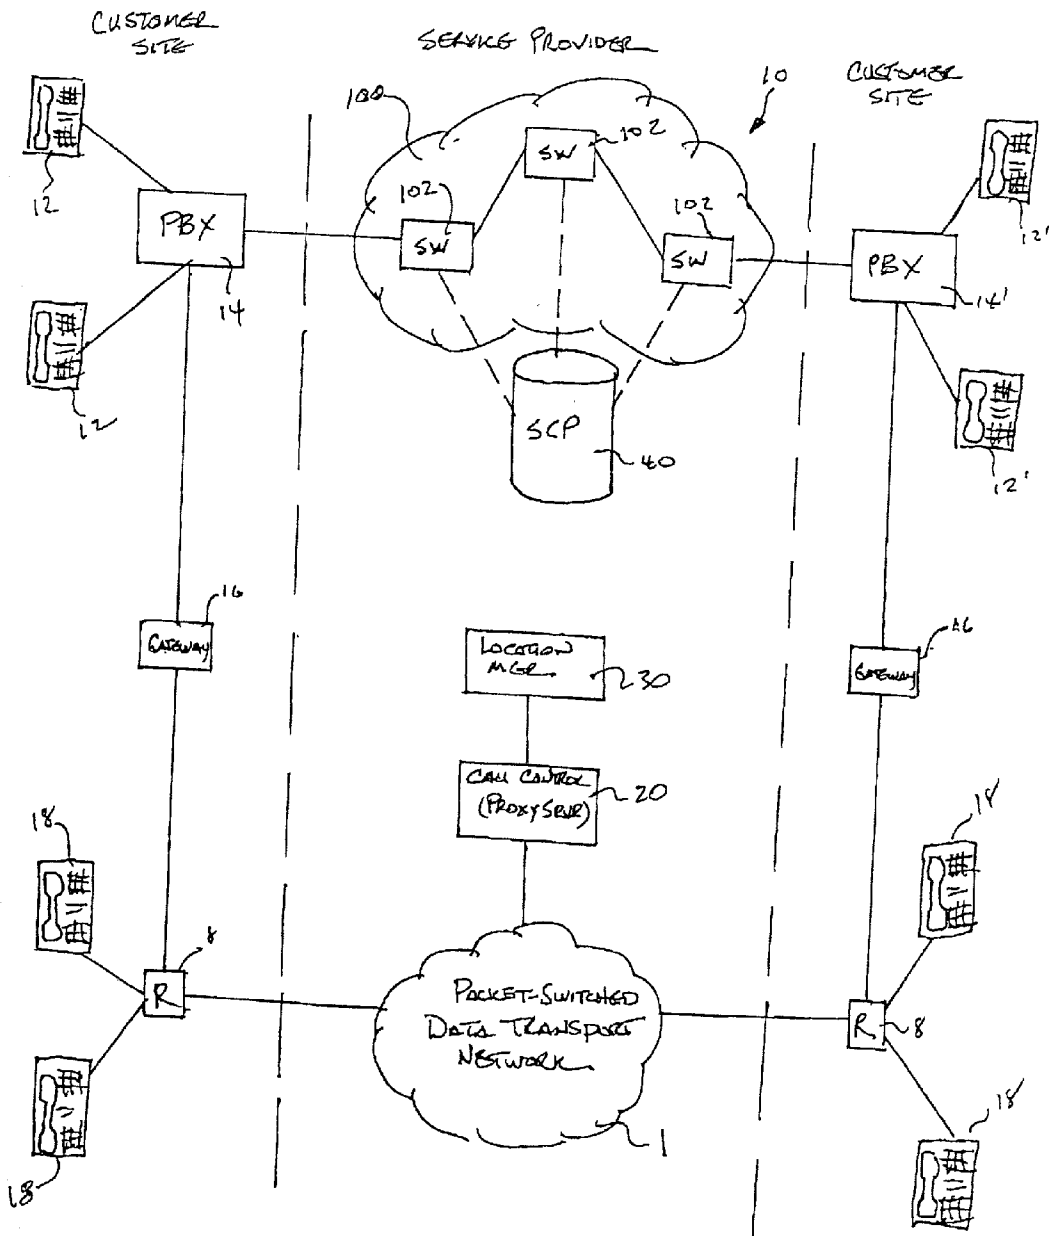 CUSTOMER
SITE
SERVICE PROVIDER
CUSTOMER
SITE
10
100
102
SW
12
102
102
12'
PBX
SW
SW
PBX
14
14'
12
SCP
40
12'
16
GATEWAY
LOCATION
MGR.
30
16
GATEWAY
CALL CONTROL
(PROXY SRVR)
20
18
18
8
R
PACKET-SWITCHED
DATA TRANSPORT
NETWORK
R
8
1
18
18